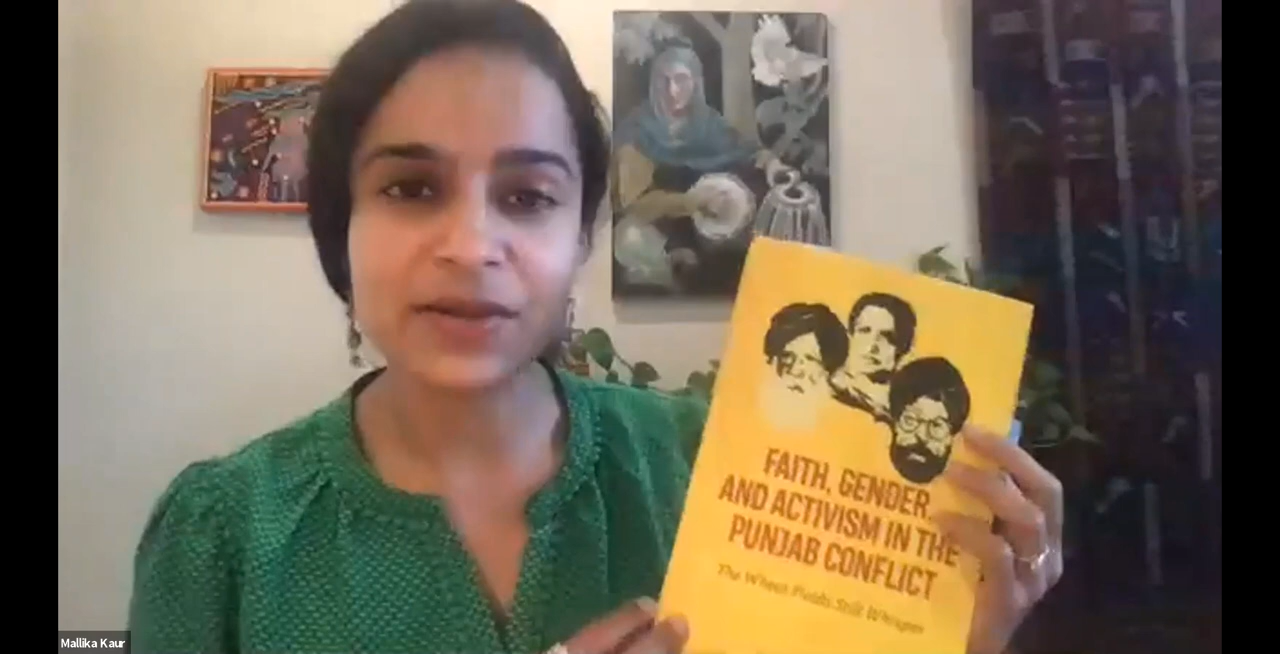 FAITH, GENDER,
AND ACTIVISM IN THE
PUNJAB CONFLICT
The Wheat Fields Still Whisper
Mallika Kaur